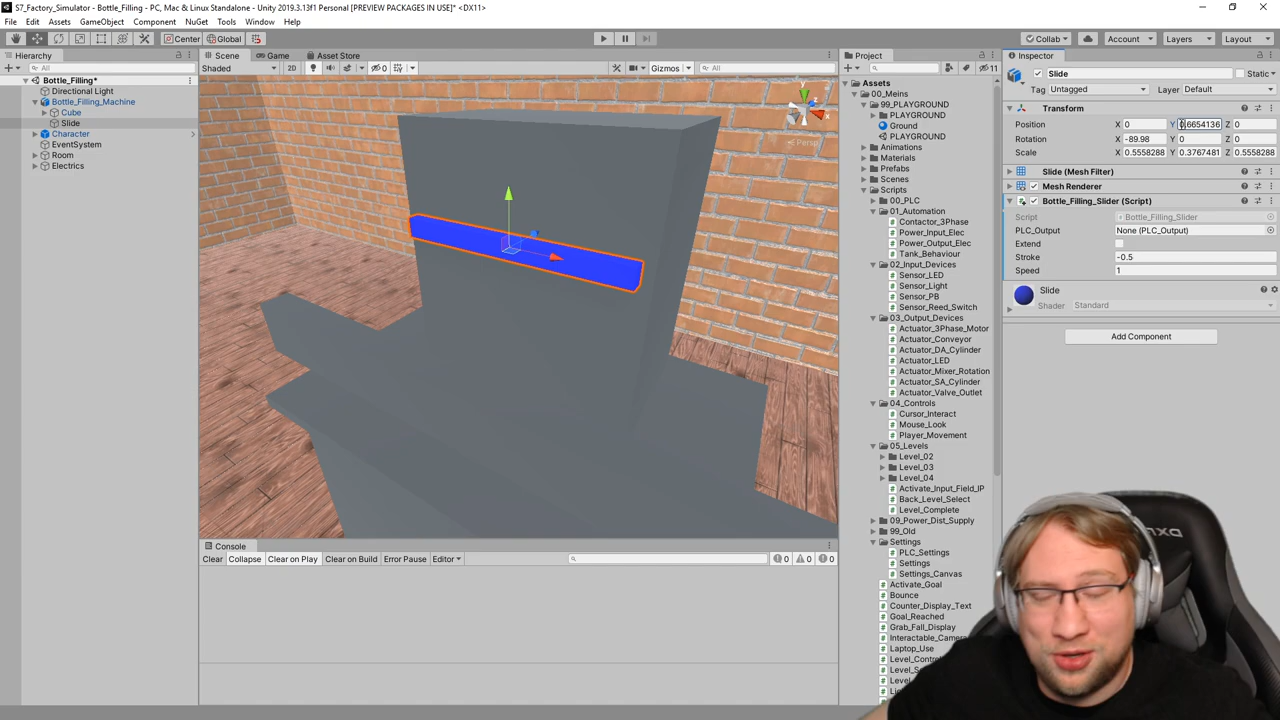 S7_Factory_Simulator - Bottle_Filling - PC, Mac & Linux Standalone - Unity 2019.3.13f1 Personal [PREVIEW PACKAGES IN USE]* <DX11>
File Edit Assets GameObject Component NuGet Tools Window Help
Center Global Collab Account Layers Layout
Hierarchy Scene Game Asset Store Project Inspector
All Shaded 2D 0 Gizmos All 11
Bottle_Filling*
Directional Light
Bottle_Filling_Machine
Cube
Slide
Character
EventSystem
Room
Electrics
Persp
Console
Clear Collapse Clear on Play Clear on Build Error Pause Editor 0 0 0
Assets
00_Meins
99_PLAYGROUND
PLAYGROUND
Ground
PLAYGROUND
Animations
Materials
Prefabs
Scenes
Scripts
00_PLC
01_Automation
Contactor_3Phase
Power_Input_Elec
Power_Output_Elec
Tank_Behaviour
02_Input_Devices
Sensor_LED
Sensor_Light
Sensor_PB
Sensor_Reed_Switch
03_Output_Devices
Actuator_3Phase_Motor
Actuator_Conveyor
Actuator_DA_Cylinder
Actuator_LED
Actuator_Mixer_Rotation
Actuator_SA_Cylinder
Actuator_Valve_Outlet
04_Controls
Cursor_Interact
Mouse_Look
Player_Movement
05_Levels
Level_02
Level_03
Level_04
Activate_Input_Field_IP
Back_Level_Select
Level_Complete
09_Power_Dist_Supply
99_Old
Settings
PLC_Settings
Settings
Settings_Canvas
Activate_Goal
Bounce
Counter_Display_Text
Goal_Reached
Grab_Fall_Display
Laptop_Use
Slide Static
Tag Untagged Layer Default
Transform
Position X 0 Y Z 0
Rotation X -89.98 Y 0 Z 0
Scale X 0.5558288 Y 0.3767481 Z 0.5558288
Slide (Mesh Filter)
Mesh Renderer
Bottle_Filling_Slider (Script)
Script Bottle_Filling_Slider
PLC_Output None (PLC_Output)
Extend
Stroke -0.5
Speed 1
Slide
Shader Standard
Add Component